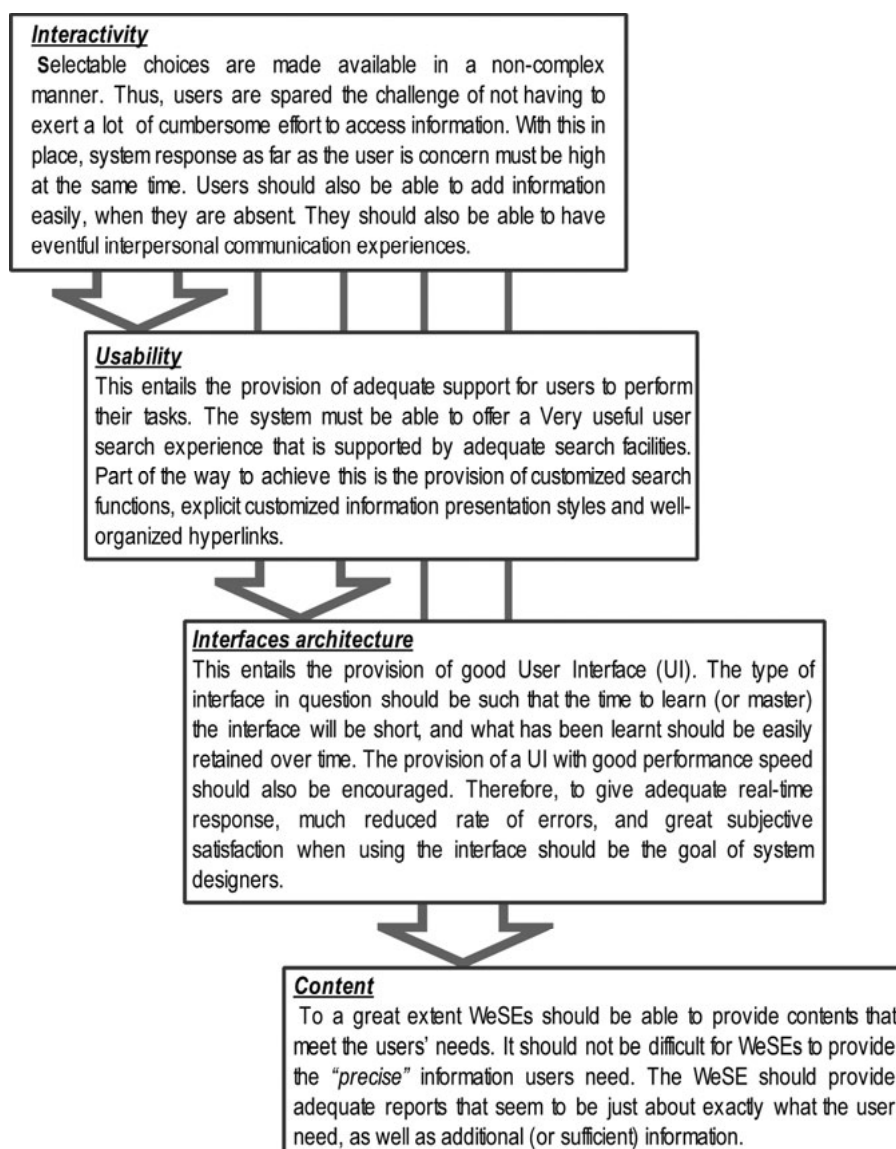 Interactivity
Selectable choices are made available in a non-complex
manner. Thus, users are spared the challenge of not having to
exert a lot of cumbersome effort to access information. With this in
place, system response as far as the user is concern must be high
at the same time. Users should also be able to add information
easily, when they are absent. They should also be able to have
eventful interpersonal communication experiences.
Usability
This entails the provision of adequate support for users to perform
their tasks. The system must be able to offer a Very useful user
search experience that is supported by adequate search facilities.
Part of the way to achieve this is the provision of customized search
functions, explicit customized information presentation styles and well-
organized hyperlinks.
Interfaces architecture
This entails the provision of good User Interface (UI). The type of
interface in question should be such that the time to learn (or master)
the interface will be short, and what has been learnt should be easily
retained over time. The provision of a UI with good performance speed
should also be encouraged. Therefore, to give adequate real-time
response, much reduced rate of errors, and great subjective
satisfaction when using the interface should be the goal of system
designers.
Content
To a great extent WeSEs should be able to provide contents that
meet the users' needs. It should not be difficult for WeSEs to provide
the "precise" information users need. The WeSE should provide
adequate reports that seem to be just about exactly what the user
need, as well as additional (or sufficient) information.